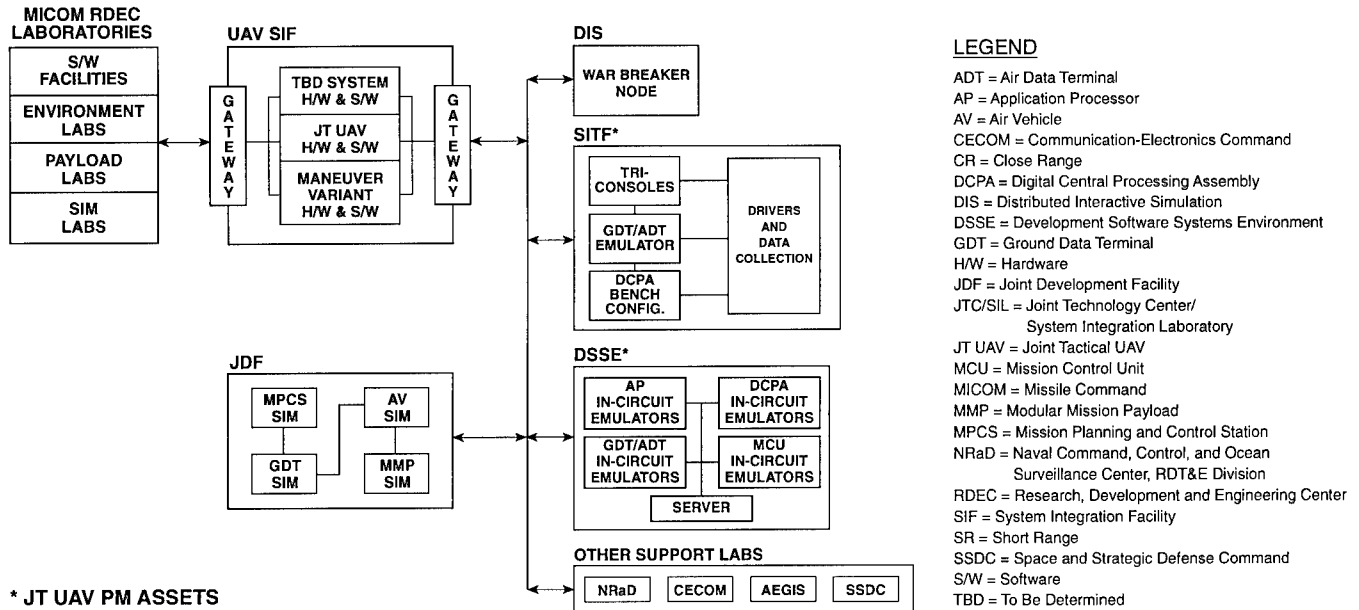 MICOM RDEC
LABORATORIES
S/W
FACILITIES
ENVIRONMENT
LABS
PAYLOAD
LABS
SIM
LABS
UAV SIF
GATEWAY
TBD SYSTEM
H/W & S/W
JT UAV
H/W & S/W
MANEUVER
VARIANT
H/W & S/W
GATEWAY
DIS
WAR BREAKER
NODE
SITF*
TRI-
CONSOLES
GDT/ADT
EMULATOR
DCPA
BENCH
CONFIG.
DRIVERS
AND
DATA
COLLECTION
JDF
MPCS
SIM
AV
SIM
GDT
SIM
MMP
SIM
DSSE*
AP
IN-CIRCUIT
EMULATORS
DCPA
IN-CIRCUIT
EMULATORS
GDT/ADT
IN-CIRCUIT
EMULATORS
MCU
IN-CIRCUIT
EMULATORS
SERVER
OTHER SUPPORT LABS
NRaD
CECOM
AEGIS
SSDC
* JT UAV PM ASSETS
LEGEND
ADT = Air Data Terminal
AP = Application Processor
AV = Air Vehicle
CECOM = Communication-Electronics Command
CR = Close Range
DCPA = Digital Central Processing Assembly
DIS = Distributed Interactive Simulation
DSSE = Development Software Systems Environment
GDT = Ground Data Terminal
H/W = Hardware
JDF = Joint Development Facility
JTC/SIL = Joint Technology Center/
System Integration Laboratory
JT UAV = Joint Tactical UAV
MCU = Mission Control Unit
MICOM = Missile Command
MMP = Modular Mission Payload
MPCS = Mission Planning and Control Station
NRaD = Naval Command, Control, and Ocean
Surveillance Center, RDT&E Division
RDEC = Research, Development and Engineering Center
SIF = System Integration Facility
SR = Short Range
SSDC = Space and Strategic Defense Command
S/W = Software
TBD = To Be Determined